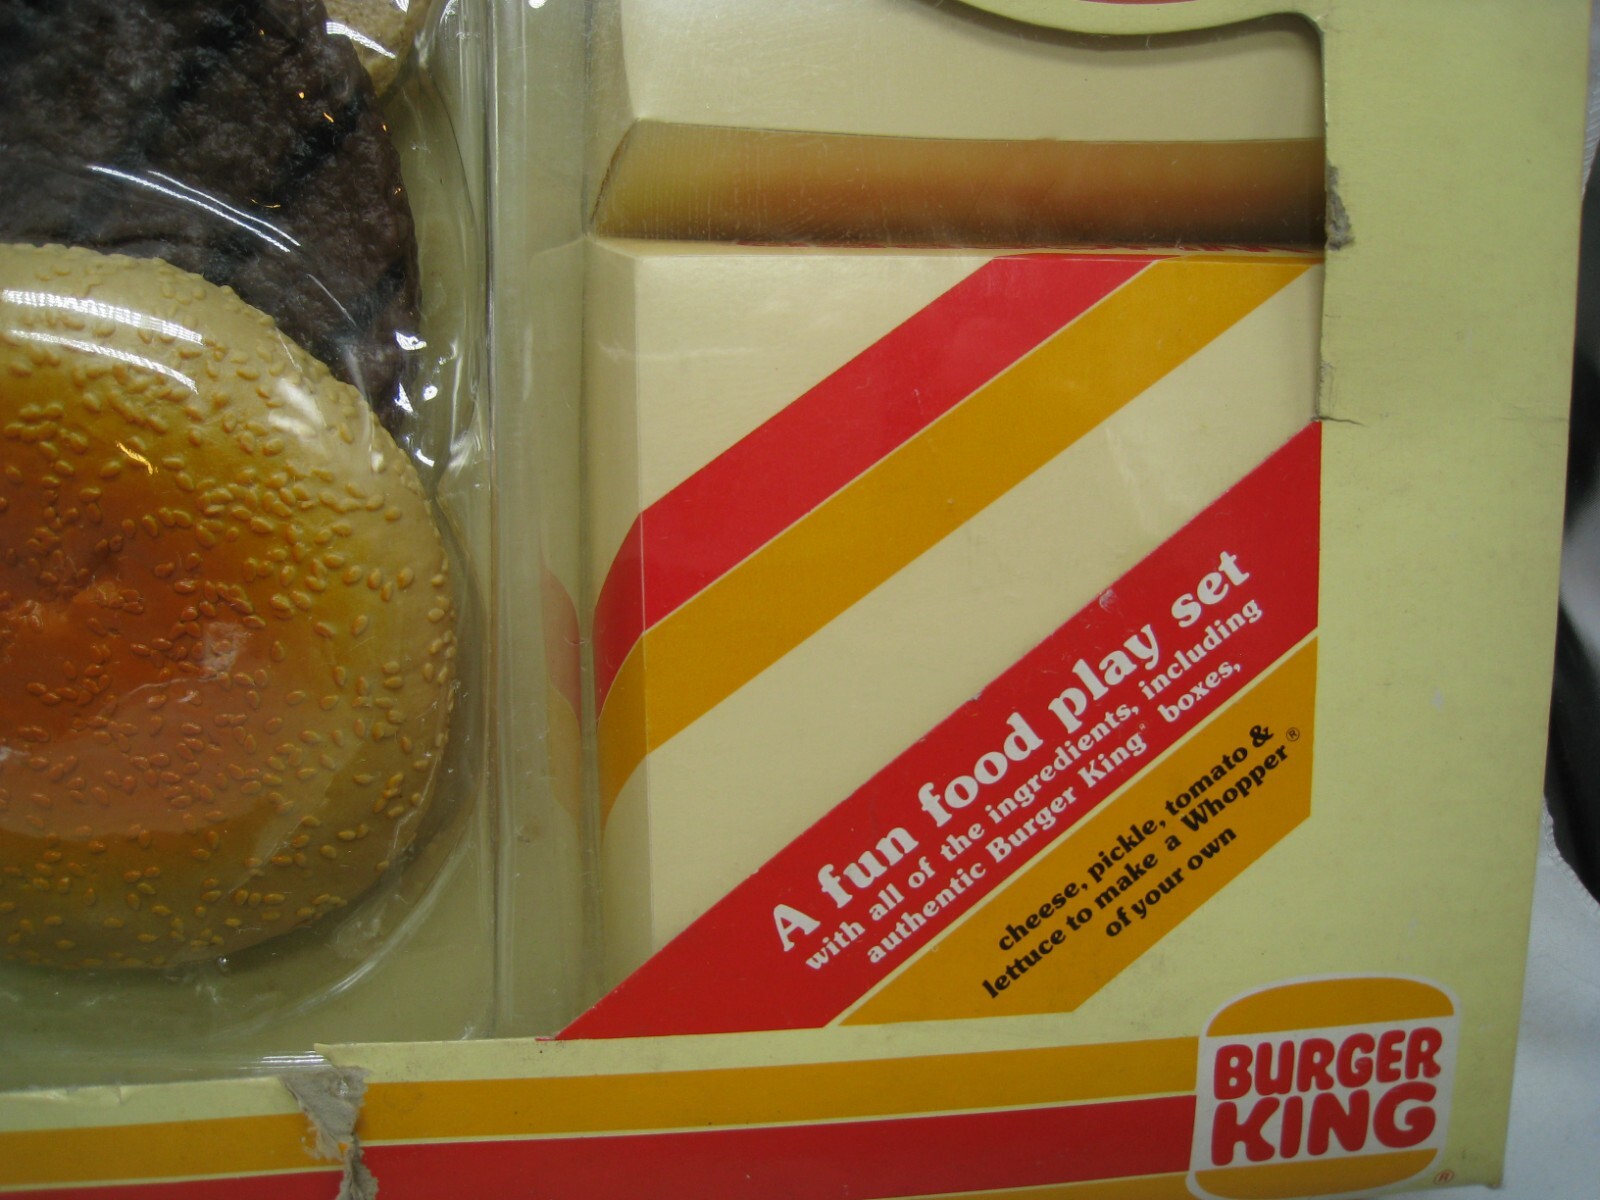 A fun food play set
with all of the ingredients, including
authentic Burger King® boxes,
cheese, pickle, tomato &
lettuce to make a Whopper®
of your own
BURGER
KING®